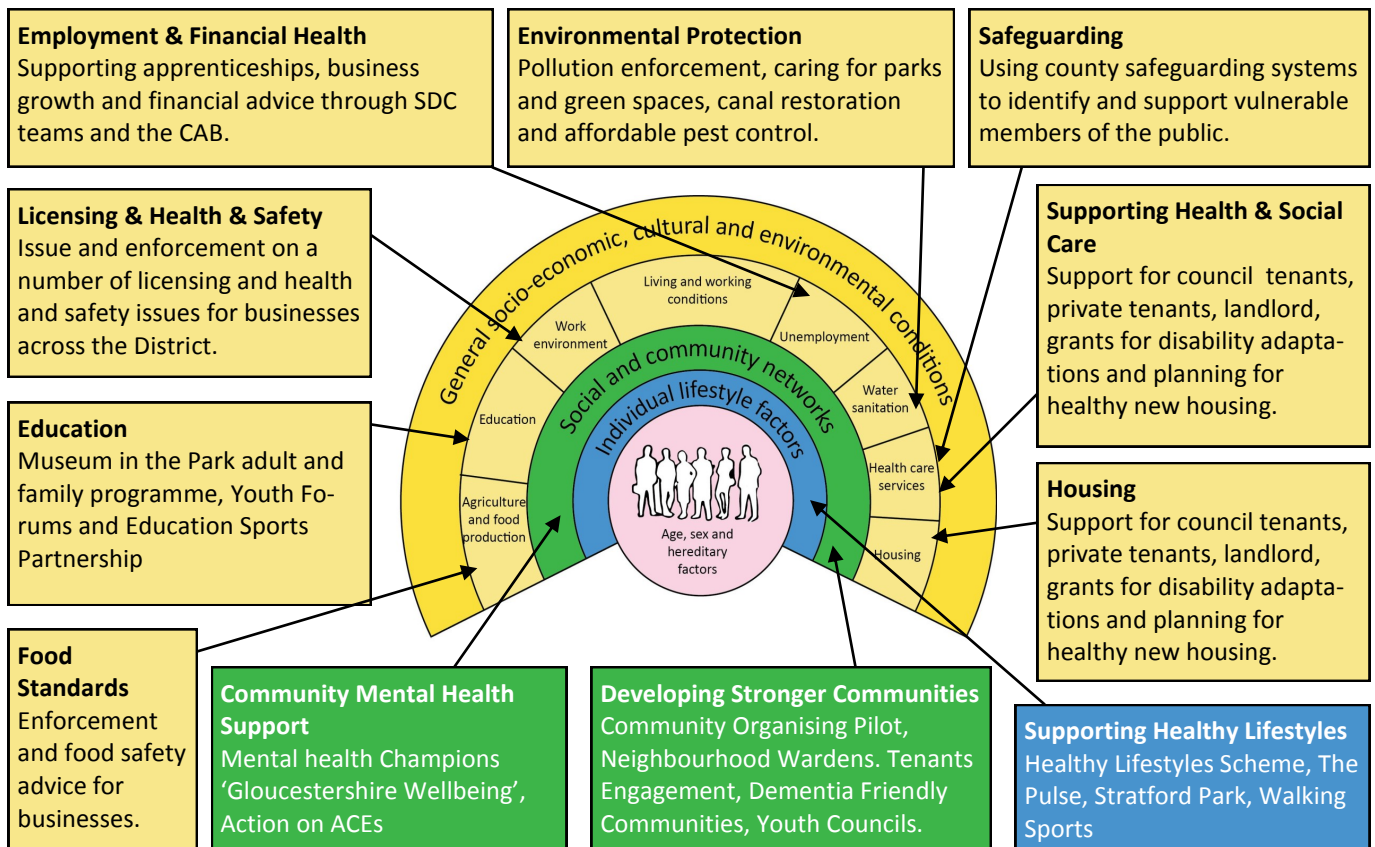 Employment & Financial Health
Supporting apprenticeships, business
growth and financial advice through SDC
teams and the CAB.
Environmental Protection
Pollution enforcement, caring for parks
and green spaces, canal restoration
and affordable pest control.
Safeguarding
Using county safeguarding systems
to identify and support vulnerable
members of the public.
Licensing & Health & Safety
Issue and enforcement on a
number of licensing and health
and safety issues for businesses
across the District.
Supporting Health & Social
Care
Support for council tenants,
private tenants, landlord,
grants for disability adapta-
tions and planning for
healthy new housing.
Education
Museum in the Park adult and
family programme, Youth Fo-
rums and Education Sports
Partnership
Housing
Support for council tenants,
private tenants, landlord,
grants for disability adapta-
tions and planning for
healthy new housing.
General socio-economic, cultural and environmental conditions
Agriculture
and food
production
Education
Work
environment
Living and working
conditions
Unemployment
Water
sanitation
Health care
services
Housing
Social and community networks
Individual lifestyle factors
Age, sex and
hereditary
factors
Food
Standards
Enforcement
and food safety
advice for
businesses.
Community Mental Health
Support
Mental health Champions
‘Gloucestershire Wellbeing’,
Action on ACEs
Developing Stronger Communities
Community Organising Pilot,
Neighbourhood Wardens. Tenants
Engagement, Dementia Friendly
Communities, Youth Councils.
Supporting Healthy Lifestyles
Healthy Lifestyles Scheme, The
Pulse, Stratford Park, Walking
Sports